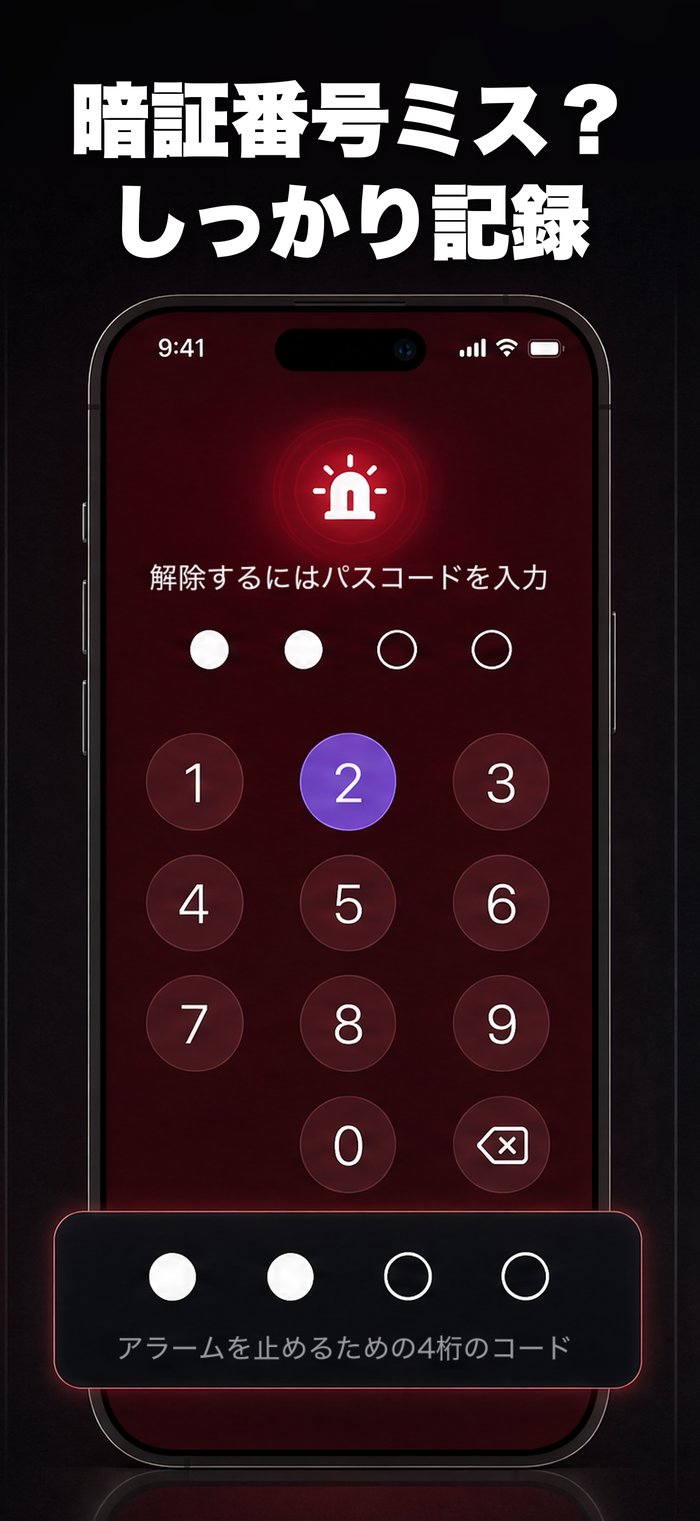 暗証番号ミス？
しっかり記録
9:41
解除するにはパスコードを入力
1 2 3
4 5 6
7 8 9
0
アラームを止めるための4桁のコード